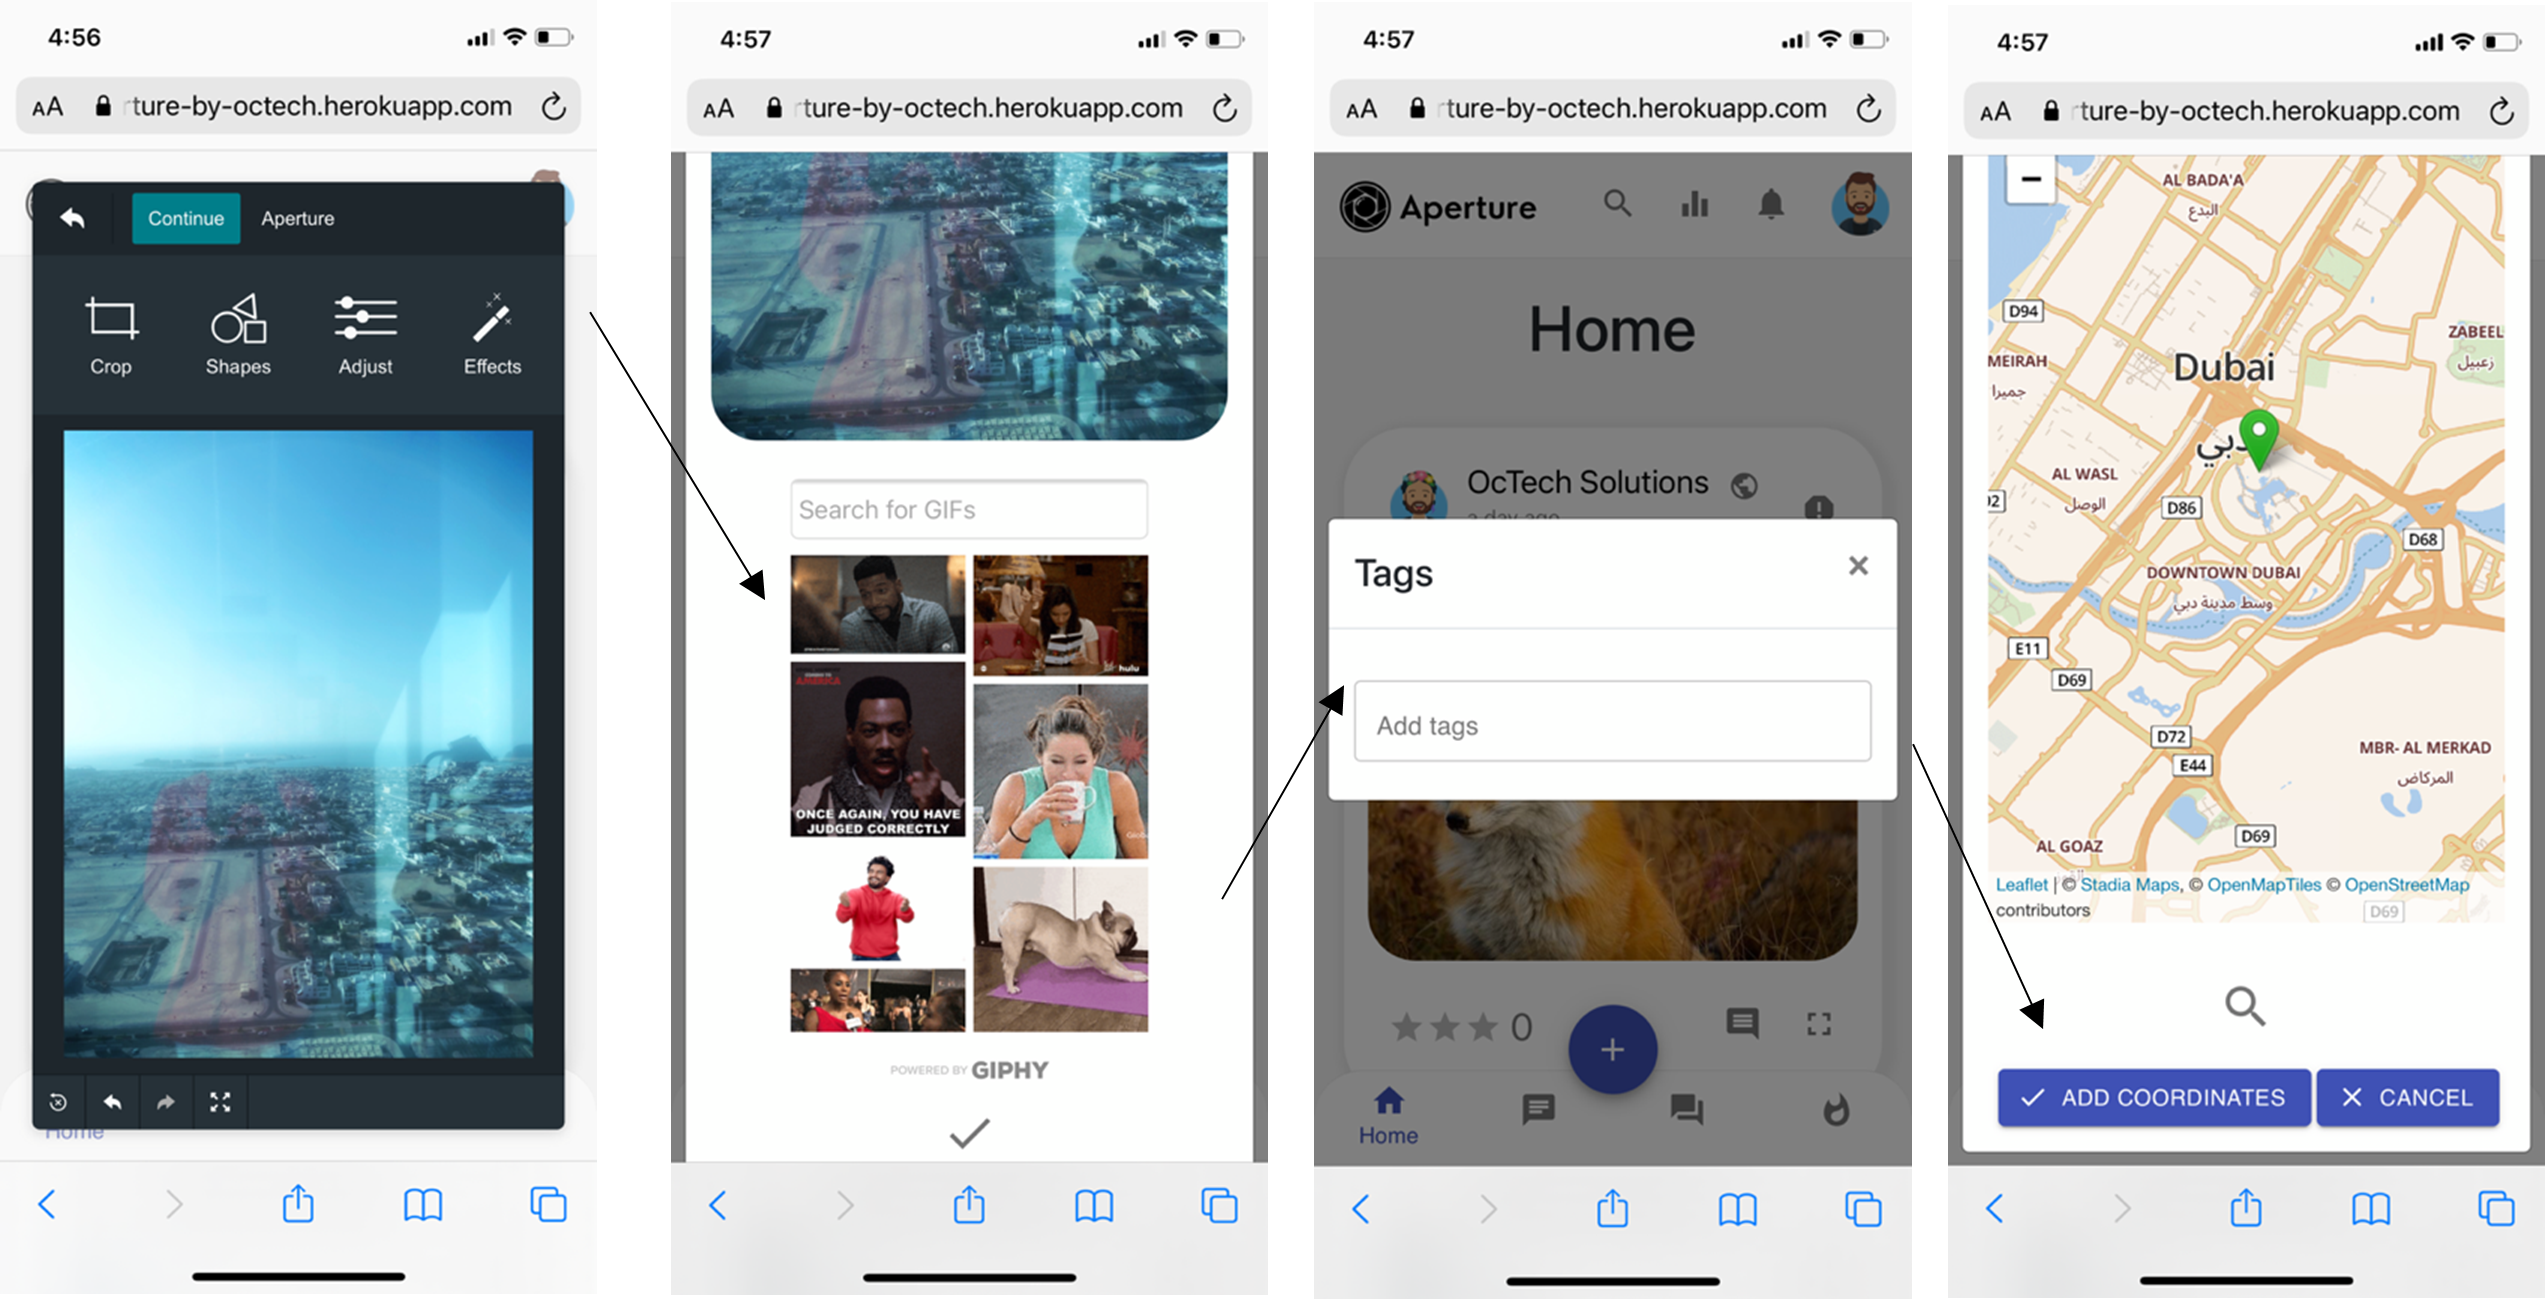 4:56
AA rture-by-octech.herokuapp.com
Continue Aperture
Crop Shapes Adjust Effects
Home
4:57
AA rture-by-octech.herokuapp.com
Search for GIFs
hulu
AMERICA
ONCE AGAIN, YOU HAVE
JUDGED CORRECTLY
POWERED BY GIPHY
4:57
AA rture-by-octech.herokuapp.com
Aperture
Home
OcTech Solutions
a day ago
Tags ×
Add tags
0
+
Home
4:57
AA rture-by-octech.herokuapp.com
−
AL BADA'A
البدع
D94
ZABEEL
زعبيل
MEIRAH
جميرا
Dubai
دبي
AL WASL
الوصل
D86
D68
DOWNTOWN DUBAI
وسط مدينة دبي
E11
D69
D72
E44
MBR- AL MERKAD
المركاض
D69
AL GOAZ
Leaflet | © Stadia Maps, © OpenMapTiles © OpenStreetMap
contributors
D69
ADD COORDINATES CANCEL